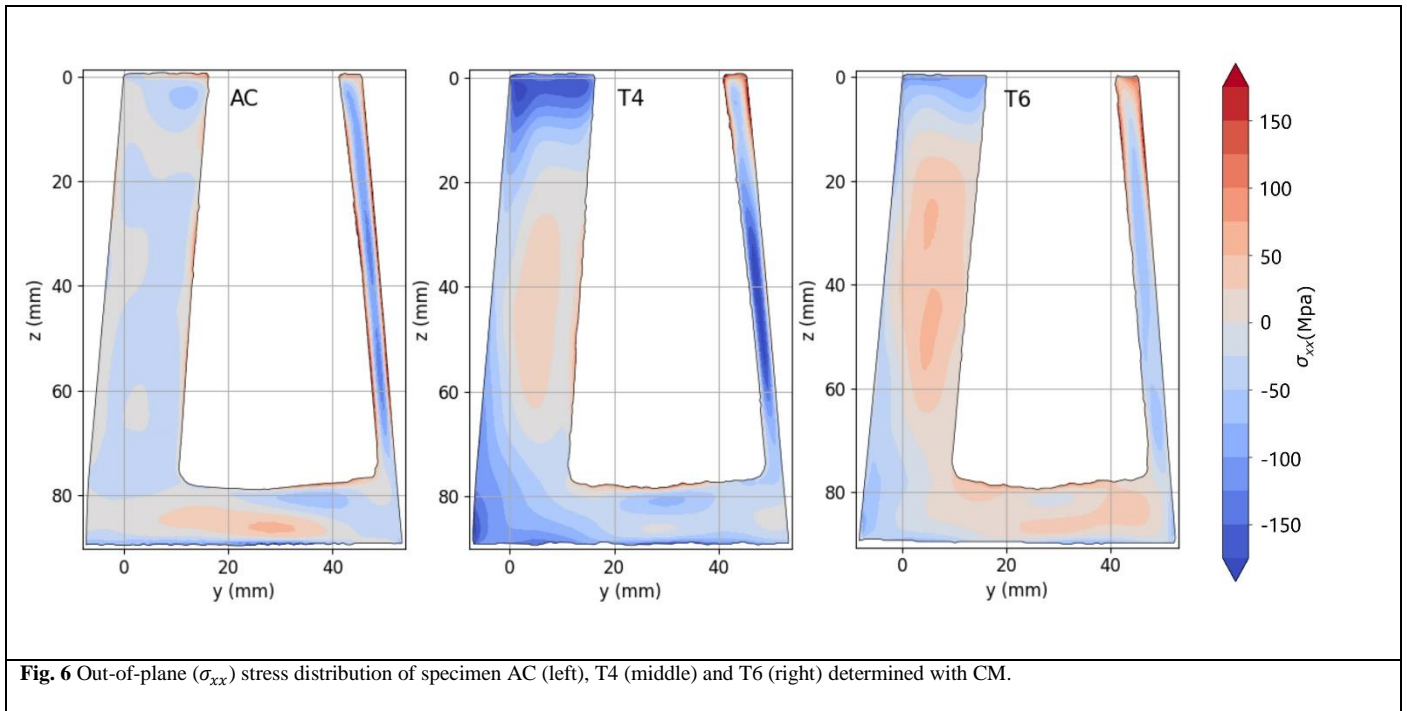 AC
T4
T6
0
20
40
60
80
0
20
40
60
80
0
20
40
60
80
z (mm)
z (mm)
z (mm)
0
20
40
0
20
40
0
20
40
y (mm)
y (mm)
y (mm)
150
100
50
0
-50
-100
-150
σxx(Mpa)
Fig. 6 Out-of-plane (σxx) stress distribution of specimen AC (left), T4 (middle) and T6 (right) determined with CM.